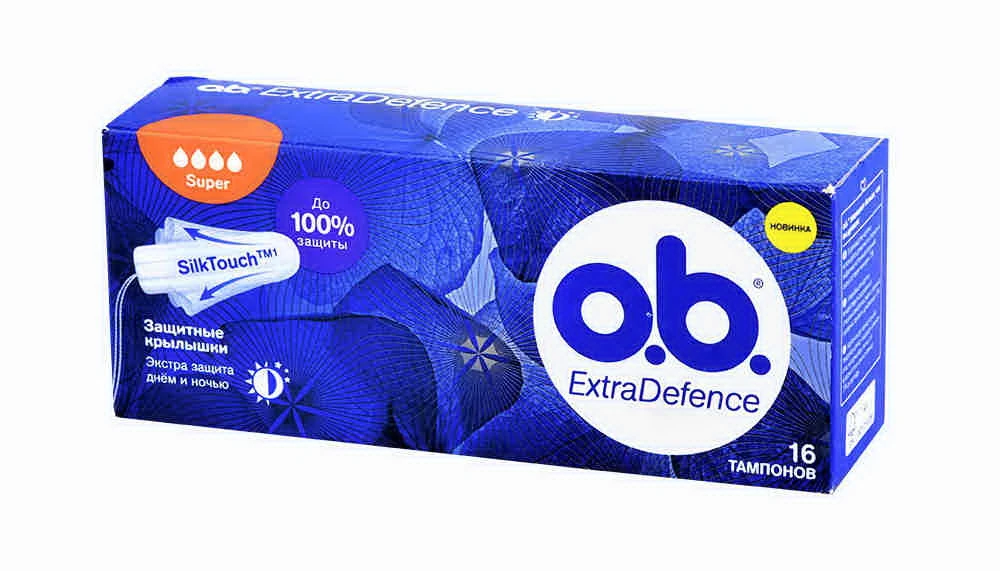 o.b. ExtraDefence
Super
До
100%
защиты
SilkTouch™1
Защитные
крылышки
Экстра защита
днём и ночью
НОВИНКА
o.b.®
ExtraDefence
16
ТАМПОНОВ